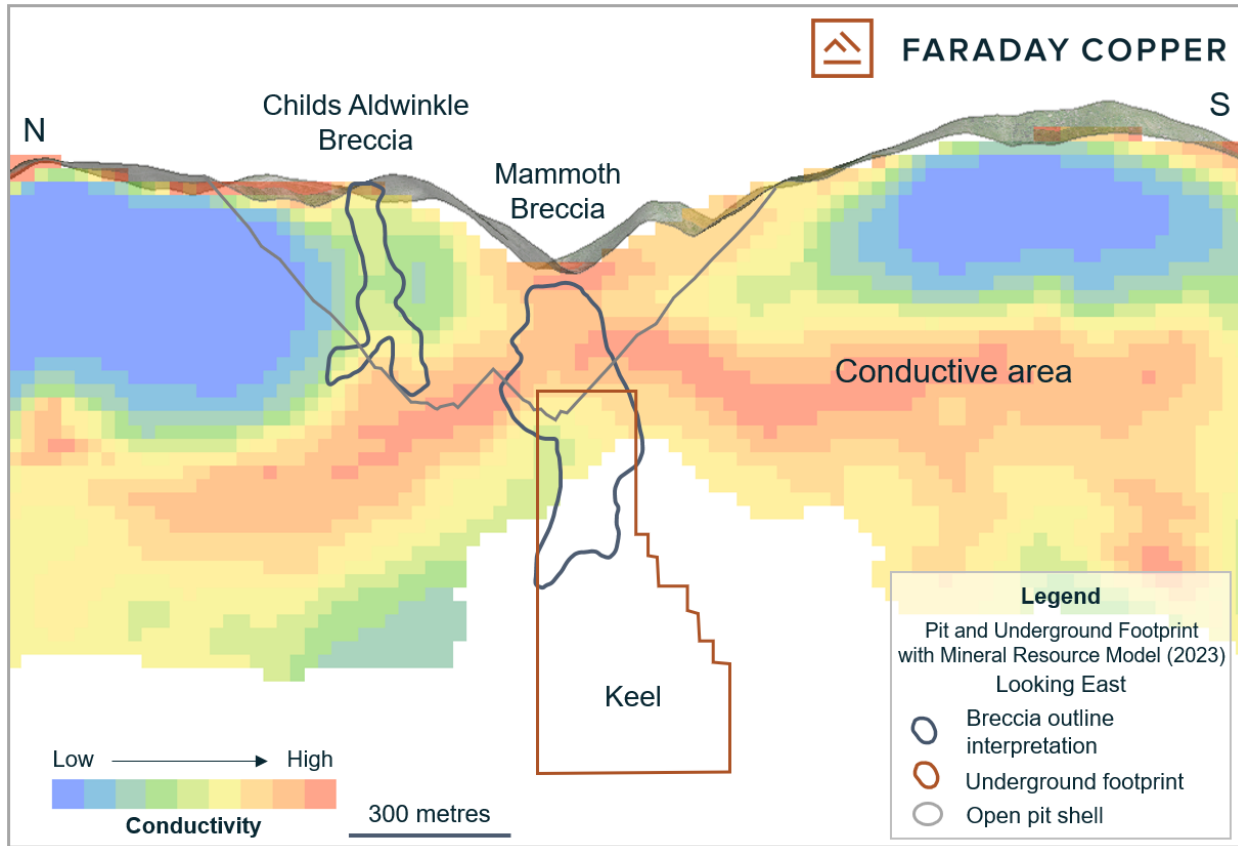 FARADAY COPPER
N
S
Childs Aldwinkle
Breccia
Mammoth
Breccia
Conductive area
Keel
Low
High
Conductivity
300 metres
Legend
Pit and Underground Footprint
with Mineral Resource Model (2023)
Looking East
Breccia outline
interpretation
Underground footprint
Open pit shell